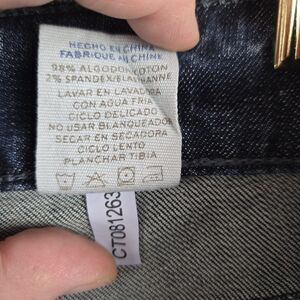 HECHO EN CHINA
FABRIQUE AU CHINE
98% ALGODON/COTON
2% SPANDEX/ELASTHANNE
LAVAR EN LAVADORA
CON AGUA FRIA
CICLO DELICADO
NO USAR BLANQUEADOR
SECAR EN SECADORA
CICLO LENTO
PLANCHAR TIBIA
CT081263